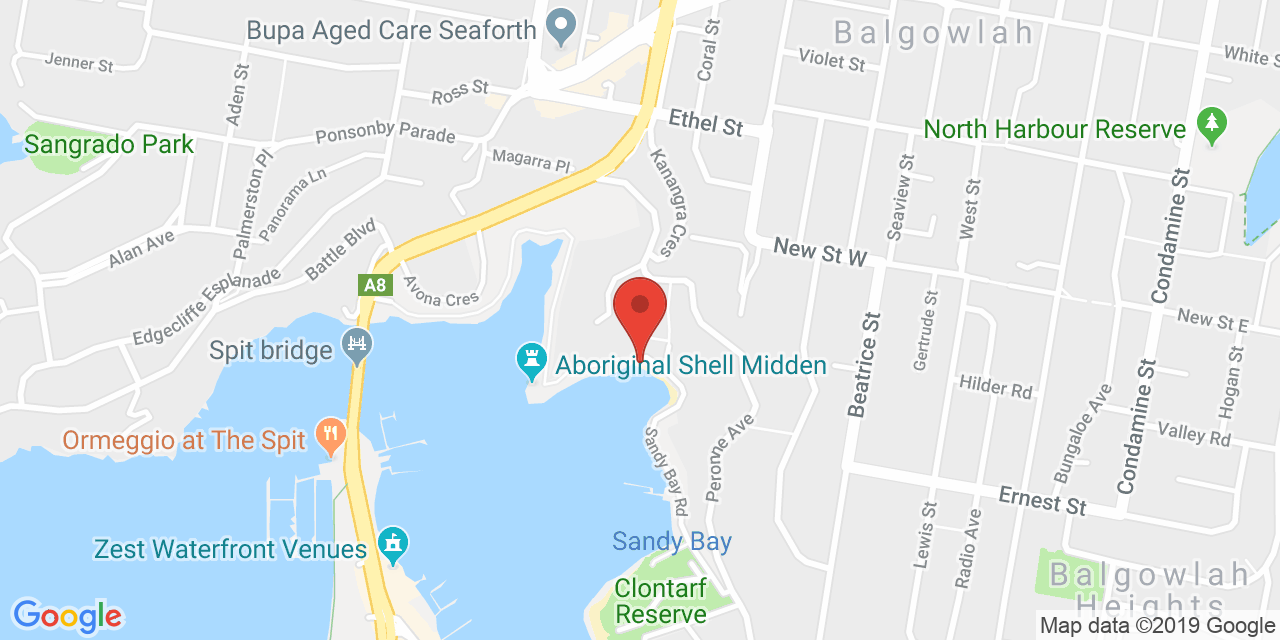 Bupa Aged Care Seaforth
Balgowlah
Jenner St
Aden St
Ross St
Coral St
Violet St
White S
Ethel St
Sangrado Park
Ponsonby Parade
North Harbour Reserve
Magarra Pl
Kanangra Cres
Palmerston Pl
Panorama Ln
Seaview St
West St
Condamine St
Alan Ave
Battle Blvd
New St W
Edgecliffe Esplanade
A8
Avona Cres
Gertrude St
New St E
Spit bridge
Aboriginal Shell Midden
Beatrice St
Hilder Rd
Hogan St
Condamine St
Bungaloe Ave
Valley Rd
Ormeggio at The Spit
Sandy Bay Rd
Peronne Ave
Ernest St
Lewis St
Radio Ave
Zest Waterfront Venues
Sandy Bay
Clontarf
Reserve
Balgowlah
Heights
Google
Map data ©2019 Google